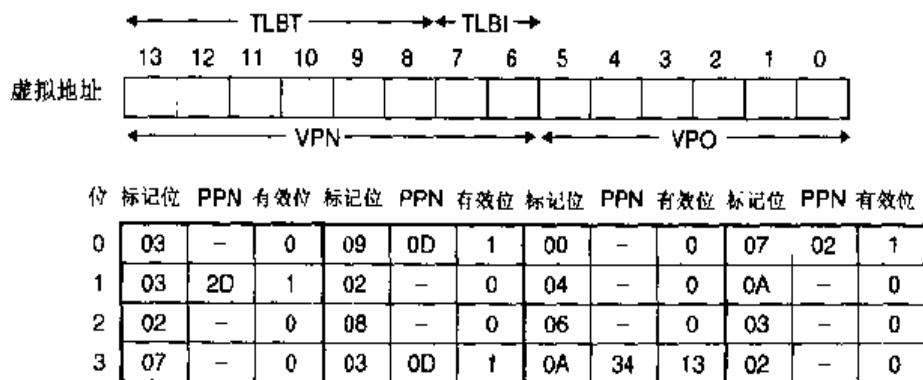 TLBT TLBI
13 12 11 10 9 8 7 6 5 4 3 2 1 0
虚拟地址
VPN VPO
位 标记位 PPN 有效位 标记位 PPN 有效位 标记位 PPN 有效位 标记位 PPN 有效位
0 03 – 0 09 0D 1 00 – 0 07 02 1
1 03 2D 1 02 – 0 04 – 0 0A – 0
2 02 – 0 08 – 0 06 – 0 03 – 0
3 07 – 0 03 0D 1 0A 34 13 02 – 0